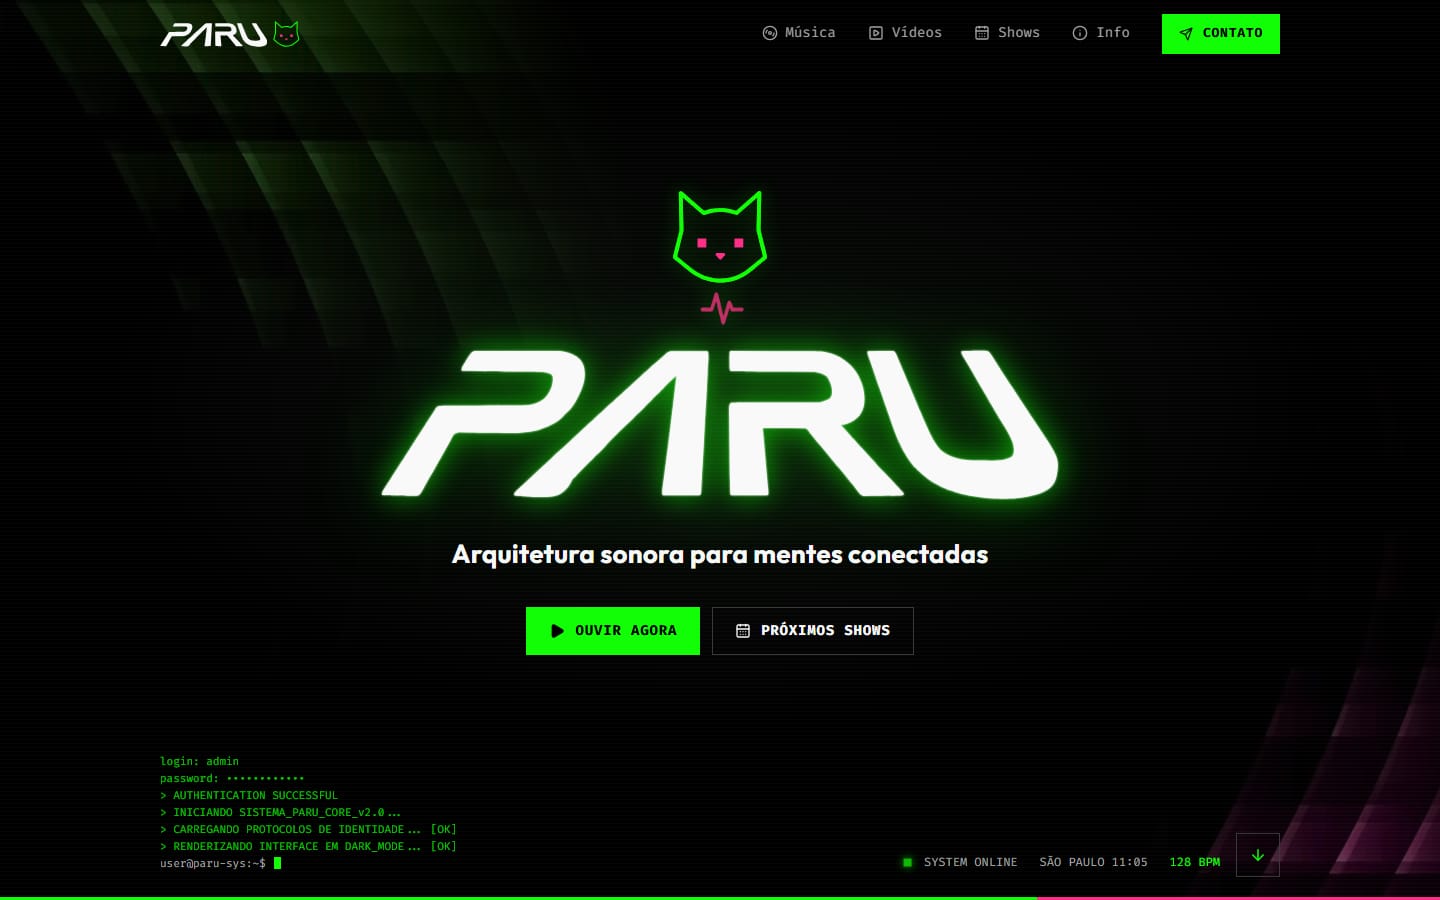 PARU
Música
Vídeos
Shows
Info
CONTATO
PARU
Arquitetura sonora para mentes conectadas
OUVIR AGORA
PRÓXIMOS SHOWS
login: admin
password: ••••••••••••
> AUTHENTICATION SUCCESSFUL
> INICIANDO SISTEMA_PARU_CORE_v2.0...
> CARREGANDO PROTOCOLOS DE IDENTIDADE... [OK]
> RENDERIZANDO INTERFACE EM DARK_MODE... [OK]
user@paru-sys:~$
SYSTEM ONLINE
SÃO PAULO 11:05
128 BPM